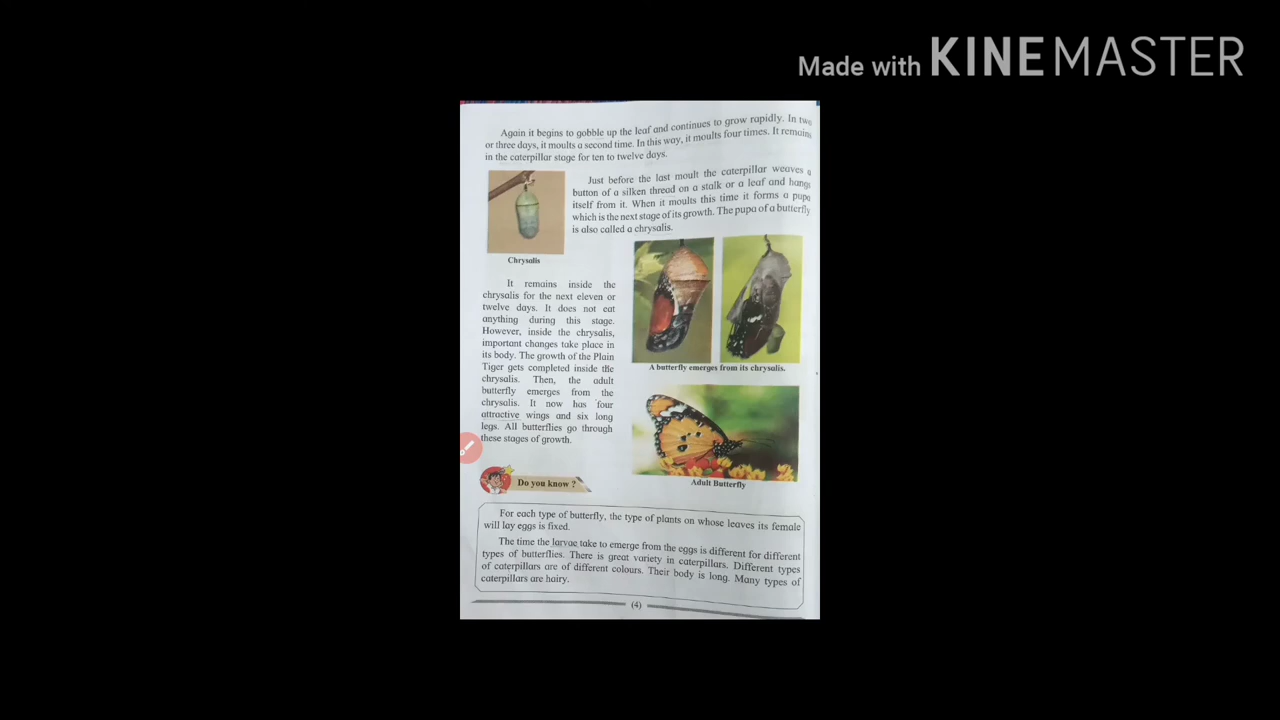 Made with KINEMASTER
Again it begins to gobble up the leaf and continues to grow rapidly. In two
or three days, it moults a second time. In this way, it moults four times. It remains
in the caterpillar stage for ten to twelve days.
Just before the last moult the caterpillar weaves a
button of a silken thread on a stalk or a leaf and hangs
itself from it. When it moults this time it forms a pupa
which is the next stage of its growth. The pupa of a butterfly
is also called a chrysalis.
Chrysalis
It remains inside the
chrysalis for the next eleven or
twelve days. It does not eat
anything during this stage.
However, inside the chrysalis,
important changes take place in
its body. The growth of the Plain
Tiger gets completed inside the
chrysalis. Then, the adult
butterfly emerges from the
chrysalis. It now has four
attractive wings and six long
legs. All butterflies go through
these stages of growth.
A butterfly emerges from its chrysalis.
Adult Butterfly
Do you know ?
For each type of butterfly, the type of plants on whose leaves its female
will lay eggs is fixed.
The time the larvae take to emerge from the eggs is different for different
types of butterflies. There is great variety in caterpillars. Different types
of caterpillars are of different colours. Their body is long. Many types of
caterpillars are hairy.
(4)